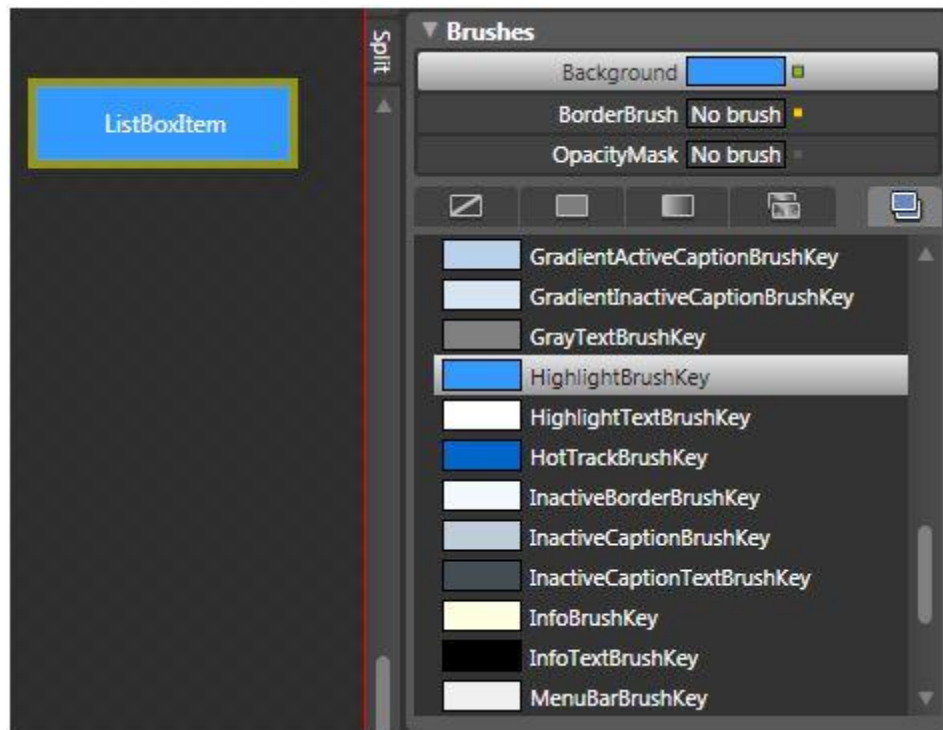 ListBoxItem
Split
Brushes
Background
BorderBrush No brush
OpacityMask No brush
GradientActiveCaptionBrushKey
GradientInactiveCaptionBrushKey
GrayTextBrushKey
HighlightBrushKey
HighlightTextBrushKey
HotTrackBrushKey
InactiveBorderBrushKey
InactiveCaptionBrushKey
InactiveCaptionTextBrushKey
InfoBrushKey
InfoTextBrushKey
MenuBarBrushKey